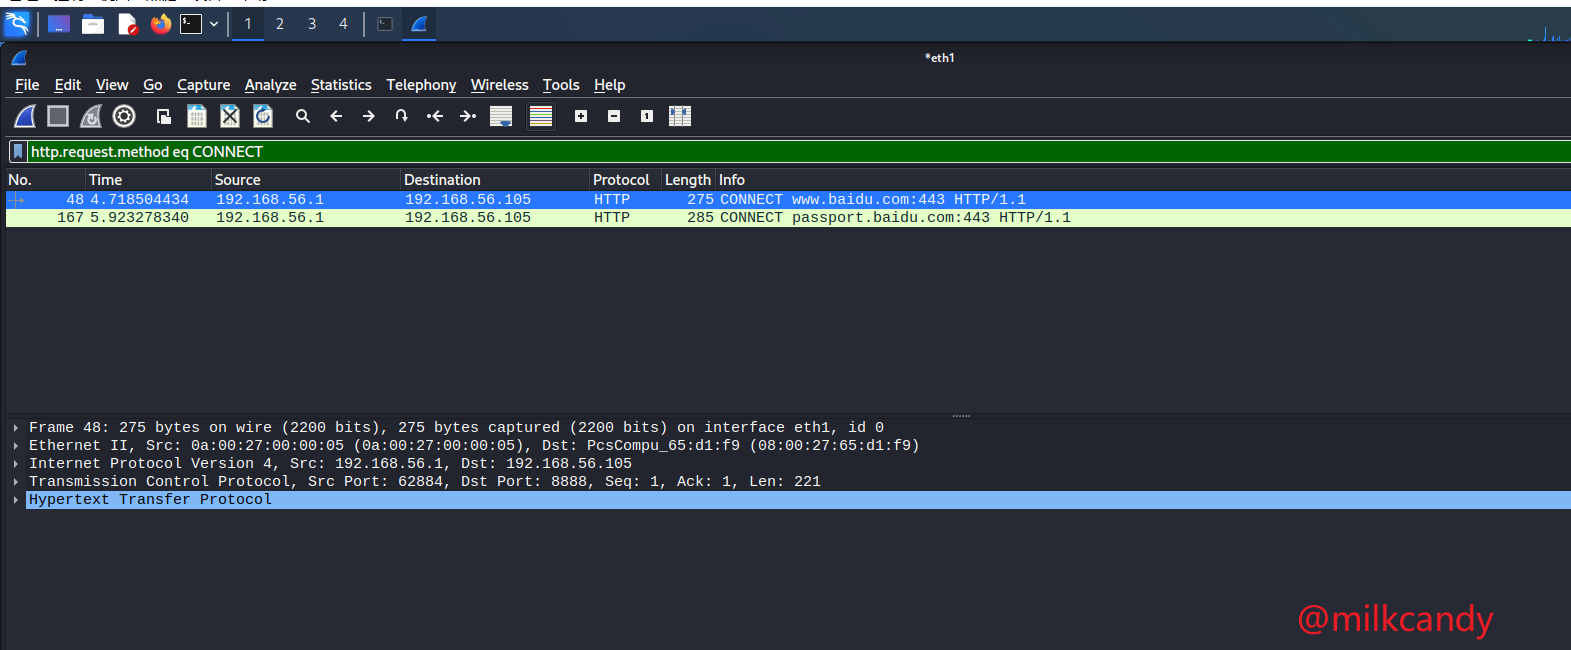 1 2 3 4
*eth1
File Edit View Go Capture Analyze Statistics Telephony Wireless Tools Help
http.request.method eq CONNECT
No. Time Source Destination Protocol Length Info
48 4.718504434 192.168.56.1 192.168.56.105 HTTP 275 CONNECT www.baidu.com:443 HTTP/1.1
167 5.923278340 192.168.56.1 192.168.56.105 HTTP 285 CONNECT passport.baidu.com:443 HTTP/1.1
Frame 48: 275 bytes on wire (2200 bits), 275 bytes captured (2200 bits) on interface eth1, id 0
Ethernet II, Src: 0a:00:27:00:00:05 (0a:00:27:00:00:05), Dst: PcsCompu_65:d1:f9 (08:00:27:65:d1:f9)
Internet Protocol Version 4, Src: 192.168.56.1, Dst: 192.168.56.105
Transmission Control Protocol, Src Port: 62884, Dst Port: 8888, Seq: 1, Ack: 1, Len: 221
Hypertext Transfer Protocol
@milkcandy